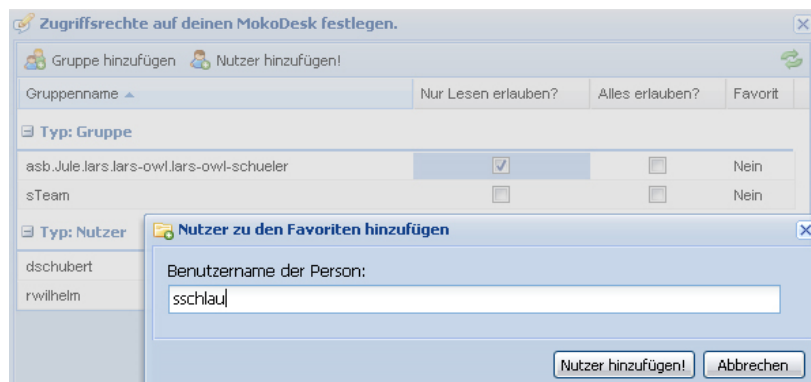 Zugriffsrechte auf deinen MokoDesk festlegen.
Gruppe hinzufügen Nutzer hinzufügen!
Gruppenname Nur Lesen erlauben? Alles erlauben? Favorit
Typ: Gruppe
asb.Jule.lars.lars-owl.lars-owl-schueler Nein
sTeam Nein
Typ: Nutzer
dschubert
rwilhelm
Nutzer zu den Favoriten hinzufügen
Benutzername der Person:
sschlau
Nutzer hinzufügen! Abbrechen